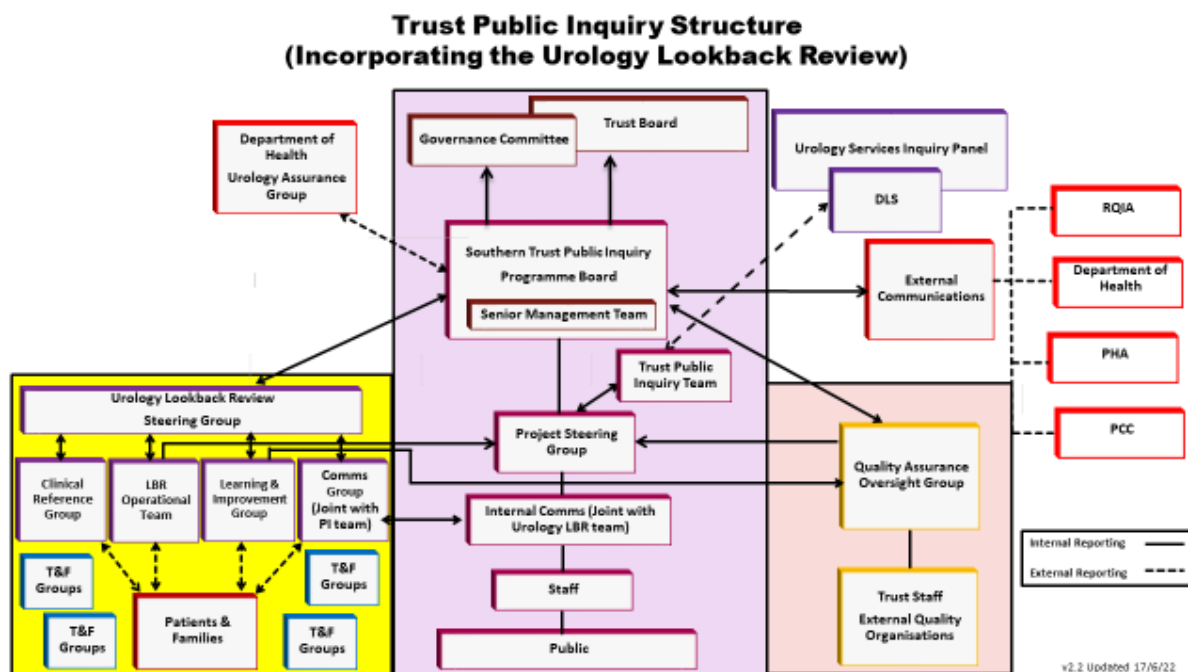 Trust Public Inquiry Structure
(Incorporating the Urology Lookback Review)
Department of
Health
Urology Assurance
Group
Governance Committee
Trust Board
Urology Services Inquiry Panel
DLS
RQIA
Southern Trust Public Inquiry
Programme Board
Senior Management Team
External
Communications
Department of
Health
Trust Public
Inquiry Team
PHA
Urology Lookback Review
Steering Group
Project Steering
Group
PCC
Clinical
Reference
Group
LBR
Operational
Team
Learning &
Improvement
Group
Comms
Group
(Joint with
PI team)
Quality Assurance
Oversight Group
Internal Comms (Joint with
Urology LBR team)
Internal Reporting
External Reporting
T&F
Groups
T&F
Groups
Staff
Trust Staff
External Quality
Organisations
T&F
Groups
Patients &
Families
T&F
Groups
Public
v2.2 Updated 17/6/22